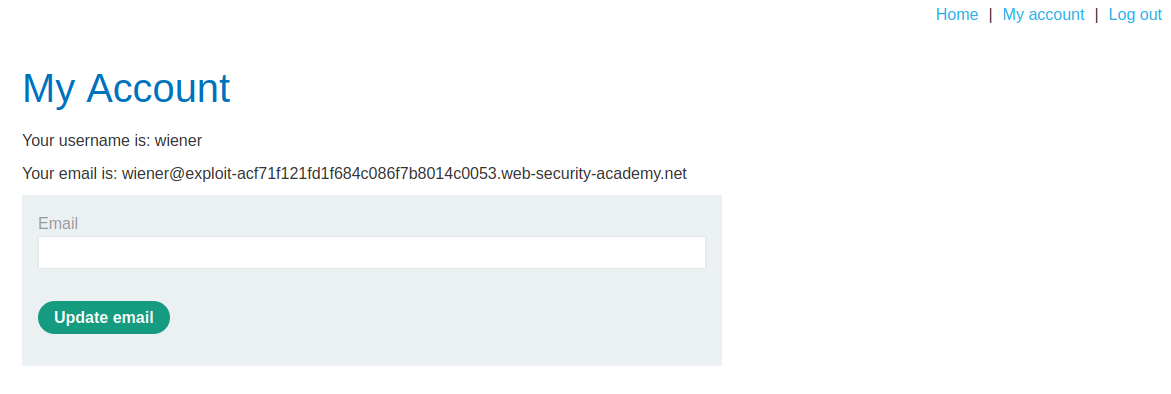 Home | My account | Log out
My Account
Your username is: wiener
Your email is: wiener@exploit-acf71f121fd1f684c086f7b8014c0053.web-security-academy.net
Email
Update email